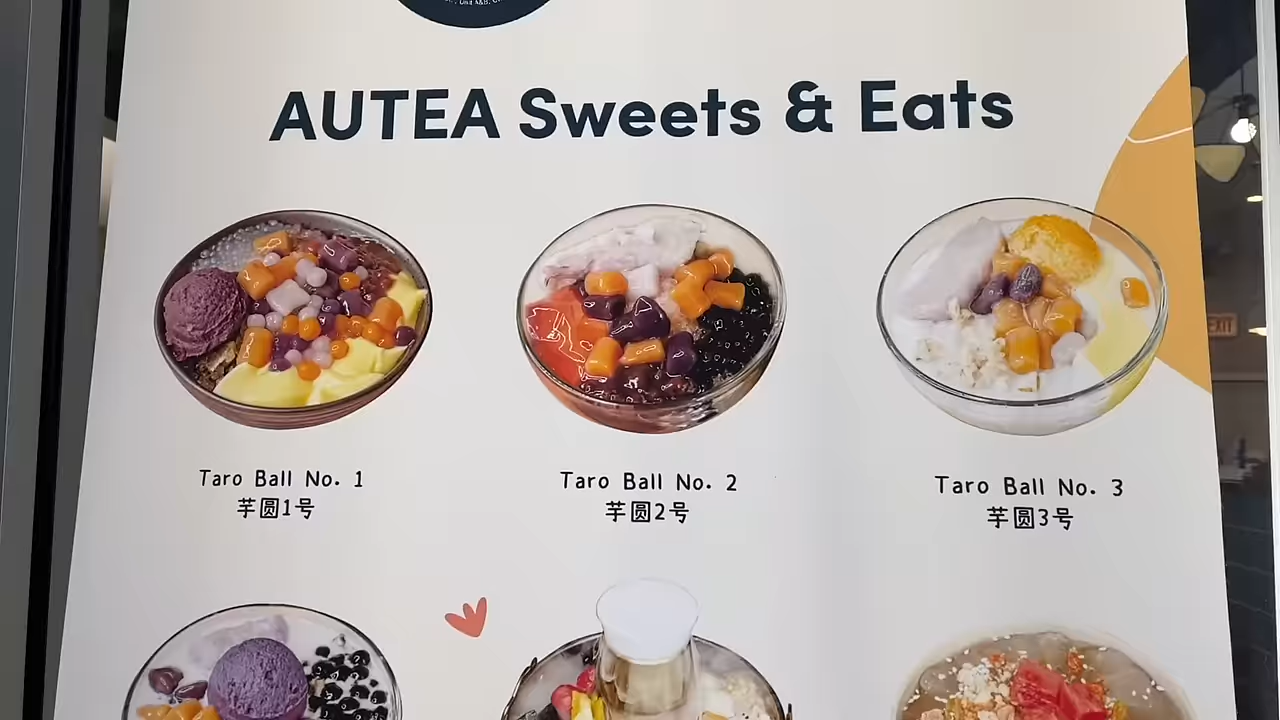 AUTEA Sweets & Eats
Taro Ball No. 1
芋圆1号
Taro Ball No. 2
芋圆2号
Taro Ball No. 3
芋圆3号
EXIT